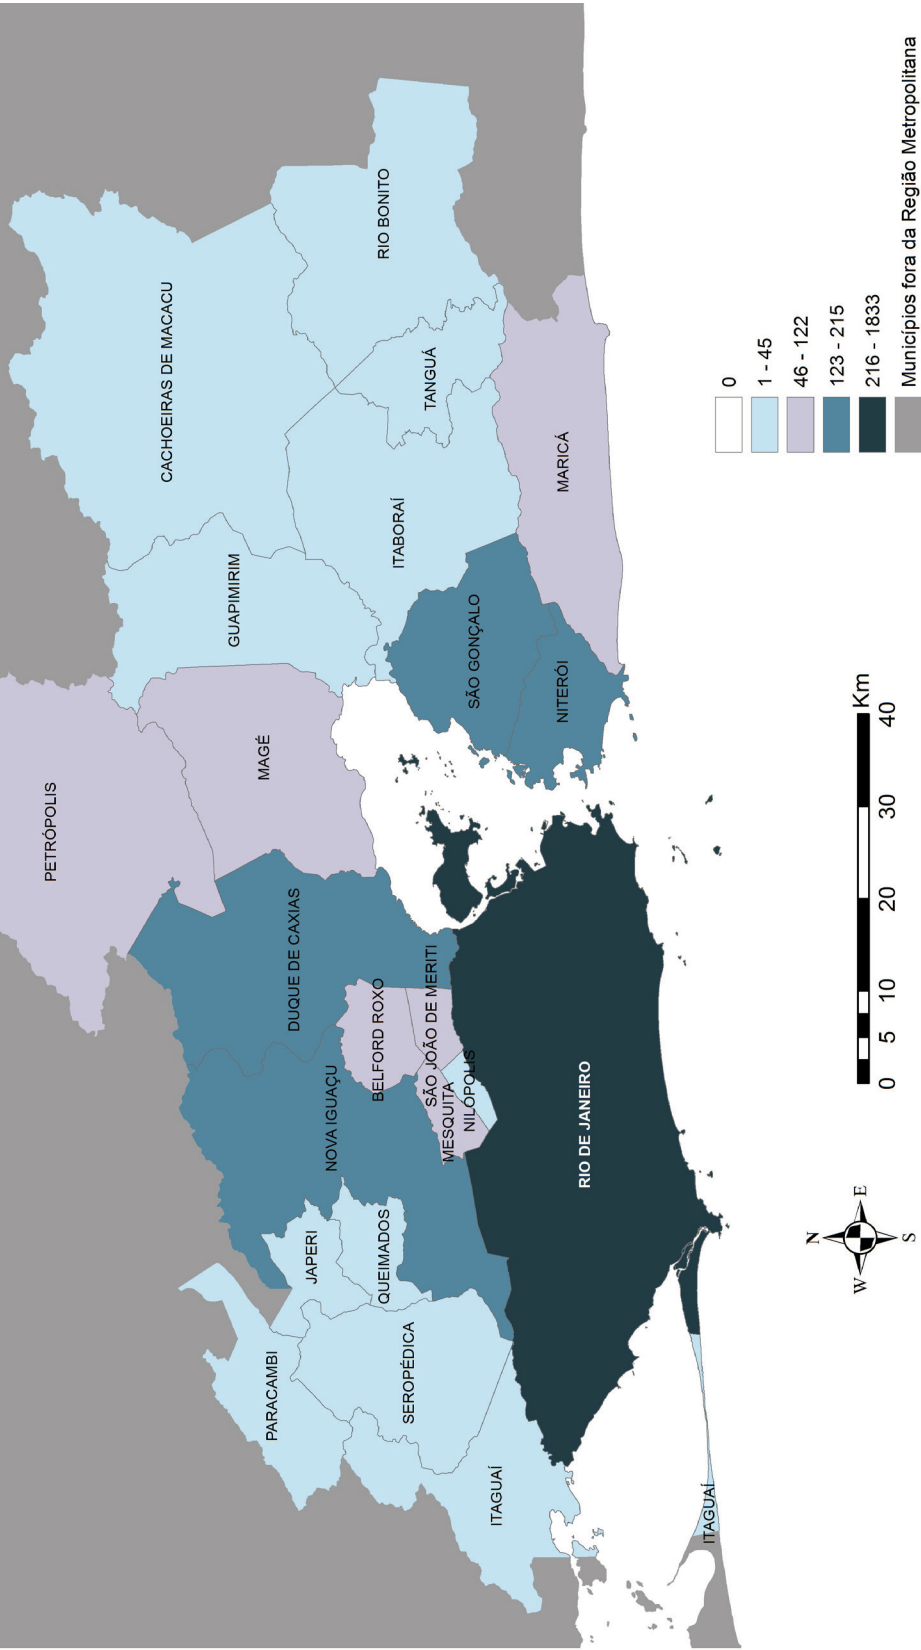 PETRÓPOLIS
CACHOEIRAS DE MACACU
GUAPIMIRIM
MAGÉ
RIO BONITO
DUQUE DE CAXIAS
TANGUÁ
ITABORAÍ
PARACAMBI
JAPERI
NOVA IGUAÇU
BELFORD ROXO
QUEIMADOS
SEROPÉDICA
SÃO JOÃO DE MERITI
MESQUITA
NILÓPOLIS
SÃO GONÇALO
ITAGUAÍ
NITERÓI
MARICÁ
RIO DE JANEIRO
ITAGUAÍ
N
W
E
S
0
5
10
20
30
40
Km
0
1 - 45
46 - 122
123 - 215
216 - 1833
Municípios fora da Região Metropolitana